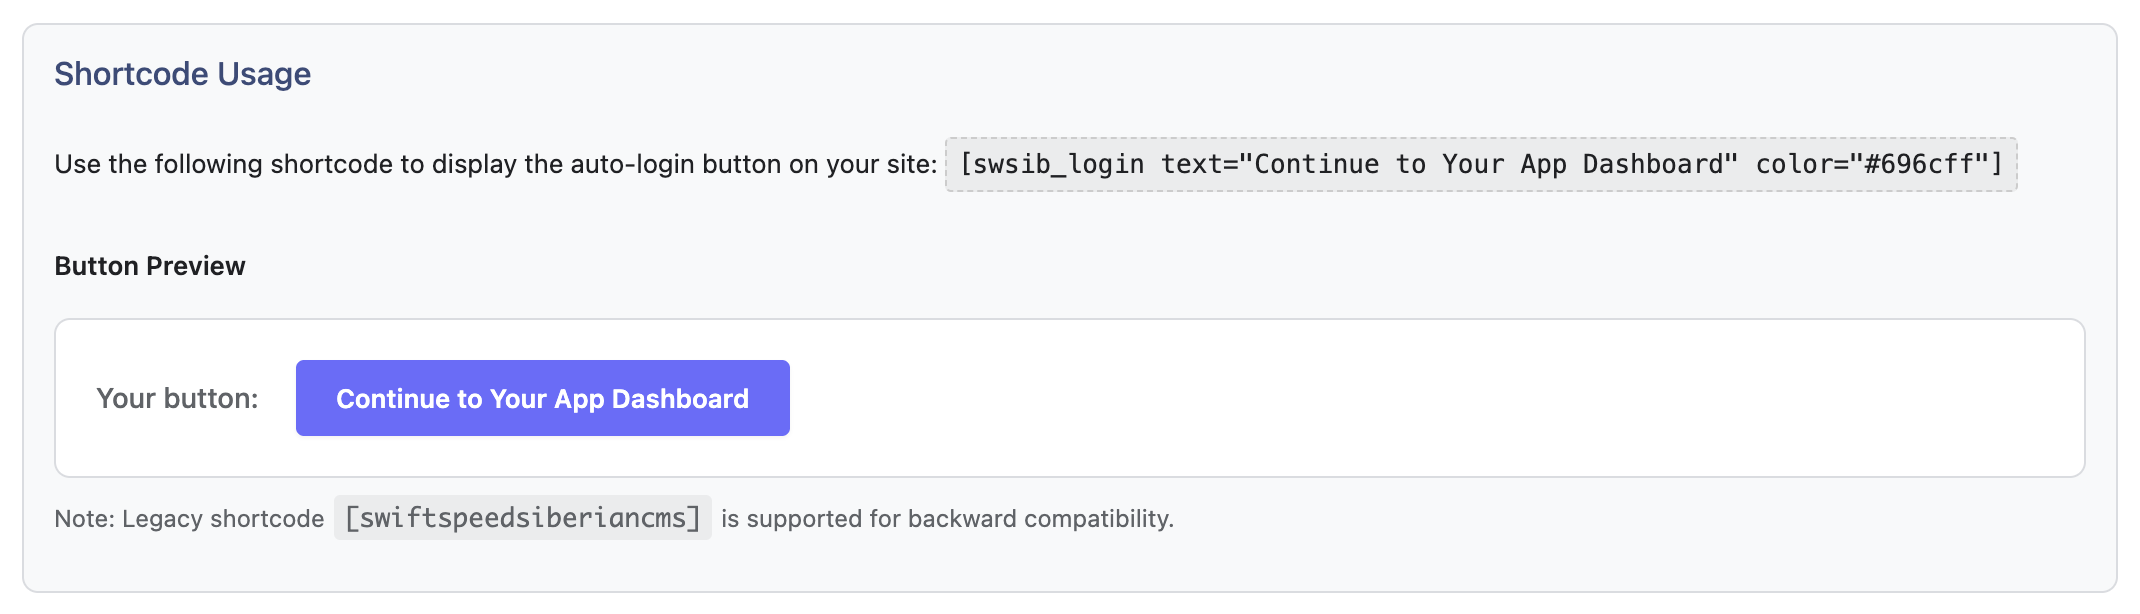 Shortcode Usage
Use the following shortcode to display the auto-login button on your site: [swsib_login text="Continue to Your App Dashboard" color="#696cff"]
Button Preview
Your button: Continue to Your App Dashboard
Note: Legacy shortcode [swiftspeedsiberiancms] is supported for backward compatibility.